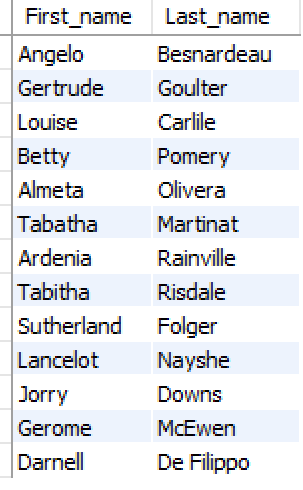 First_name Last_name
Angelo Besnardeau
Gertrude Goulter
Louise Carlile
Betty Pomery
Almeta Olivera
Tabatha Martinat
Ardenia Rainville
Tabitha Risdale
Sutherland Folger
Lancelot Nayshe
Jorry Downs
Gerome McEwen
Darnell De Filippo